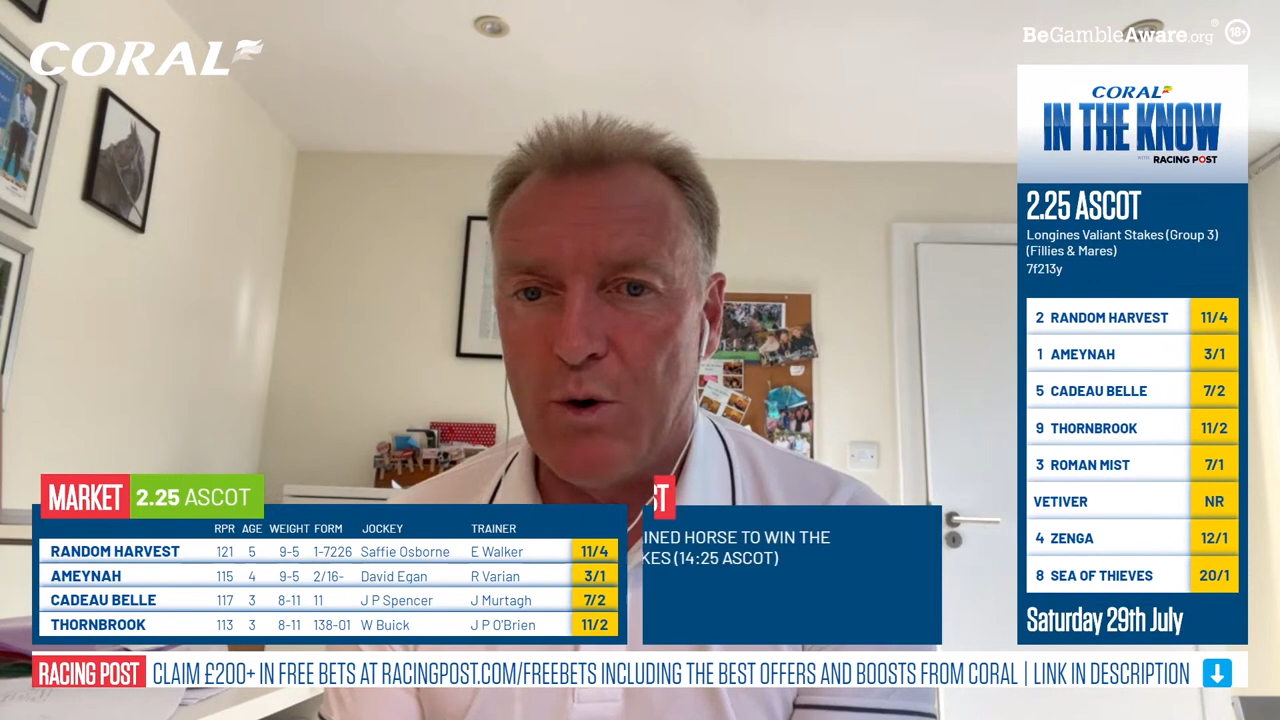 CORAL
BeGambleAware.org® 18+
CORAL
IN THE KNOW
WITH RACING POST
2.25 ASCOT
Longines Valiant Stakes (Group 3)
(Fillies & Mares)
7f213y
2 RANDOM HARVEST 11/4
1 AMEYNAH 3/1
5 CADEAU BELLE 7/2
9 THORNBROOK 11/2
3 ROMAN MIST 7/1
VETIVER NR
4 ZENGA 12/1
8 SEA OF THIEVES 20/1
Saturday 29th July
MARKET 2.25 ASCOT
RPR AGE WEIGHT FORM JOCKEY TRAINER
RANDOM HARVEST 121 5 9-5 1-7226 Saffie Osborne E Walker 11/4
AMEYNAH 115 4 9-5 2/16- David Egan R Varian 3/1
CADEAU BELLE 117 3 8-11 11 J P Spencer J Murtagh 7/2
THORNBROOK 113 3 8-11 138-01 W Buick J P O'Brien 11/2
ST
INED HORSE TO WIN THE
KES (14:25 ASCOT)
RACING POST CLAIM £200+ IN FREE BETS AT RACINGPOST.COM/FREEBETS INCLUDING THE BEST OFFERS AND BOOSTS FROM CORAL | LINK IN DESCRIPTION